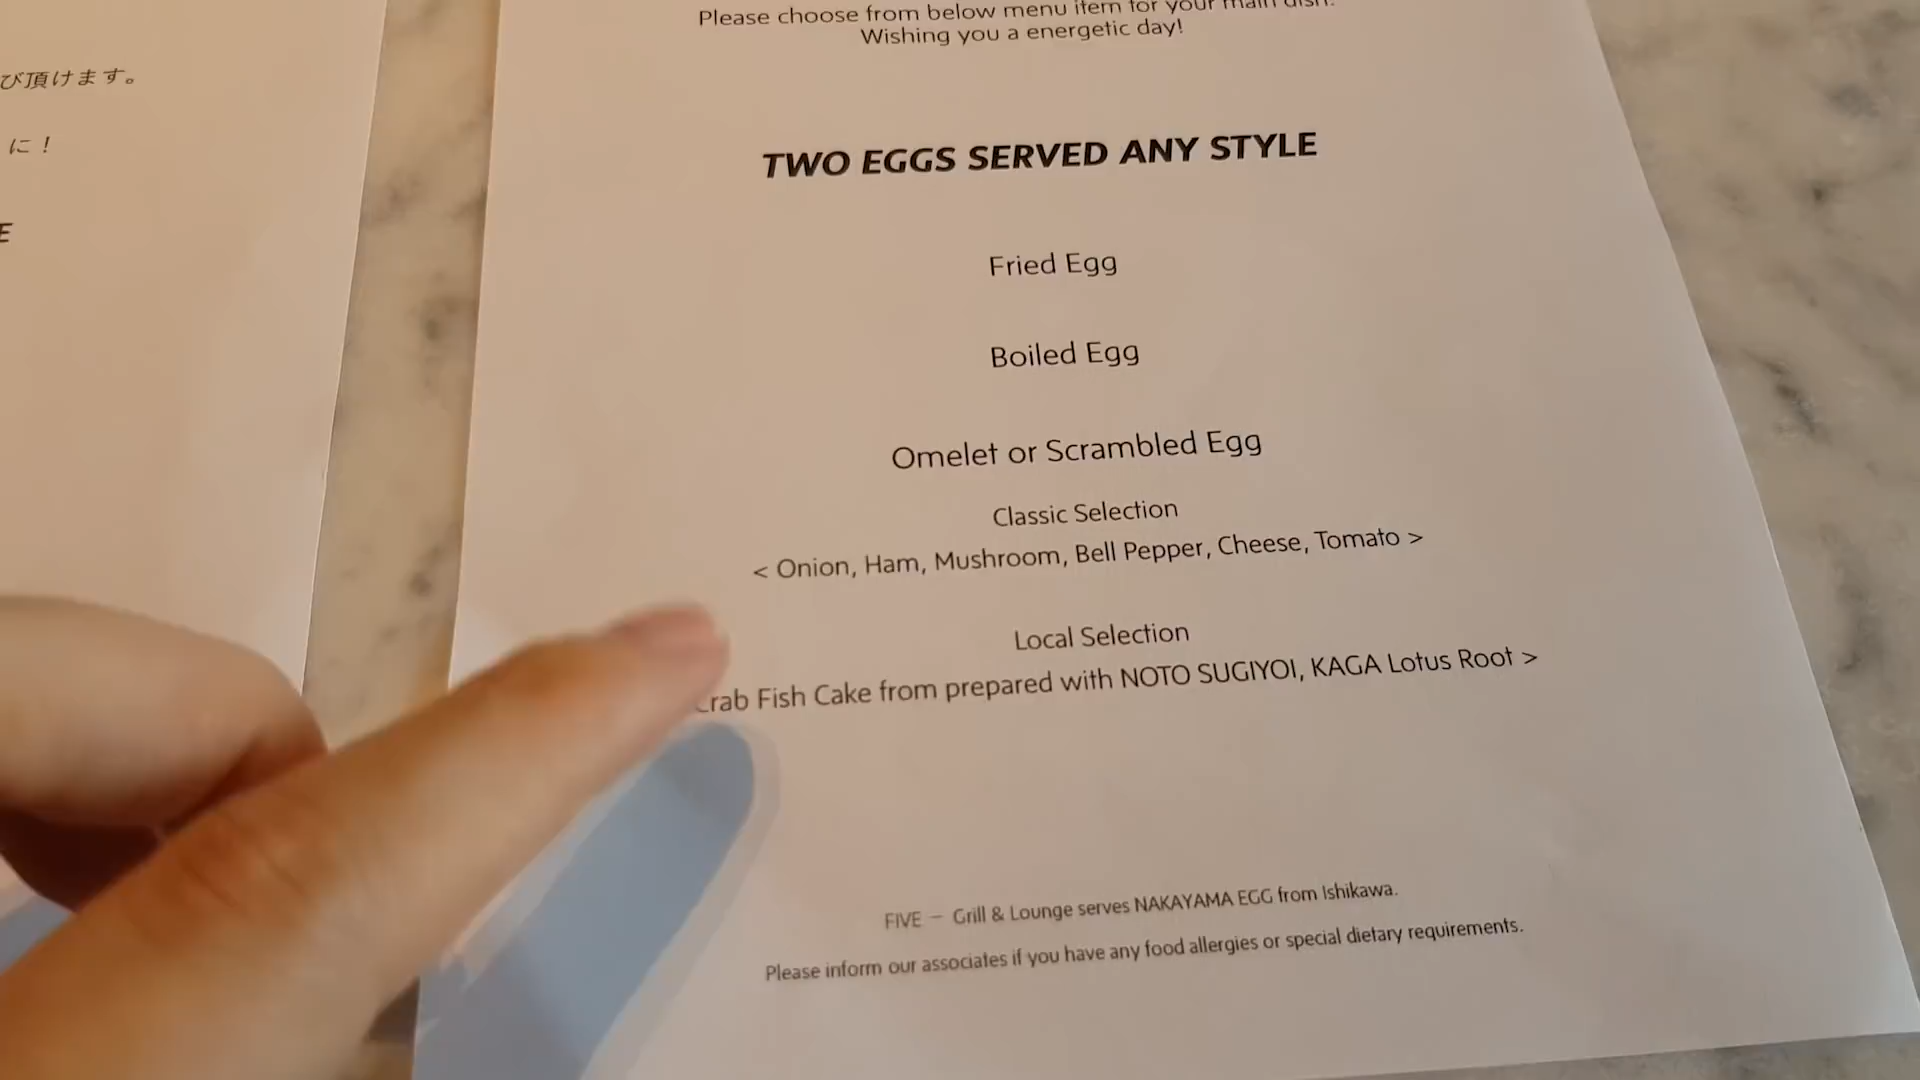 び頂けます。
に！
E
Please choose from below menu item for your main dish.
Wishing you a energetic day!
TWO EGGS SERVED ANY STYLE
Fried Egg
Boiled Egg
Omelet or Scrambled Egg
Classic Selection
< Onion, Ham, Mushroom, Bell Pepper, Cheese, Tomato >
Local Selection
Crab Fish Cake from prepared with NOTO SUGIYOI, KAGA Lotus Root >
FIVE – Grill & Lounge serves NAKAYAMA EGG from Ishikawa.
Please inform our associates if you have any food allergies or special dietary requirements.